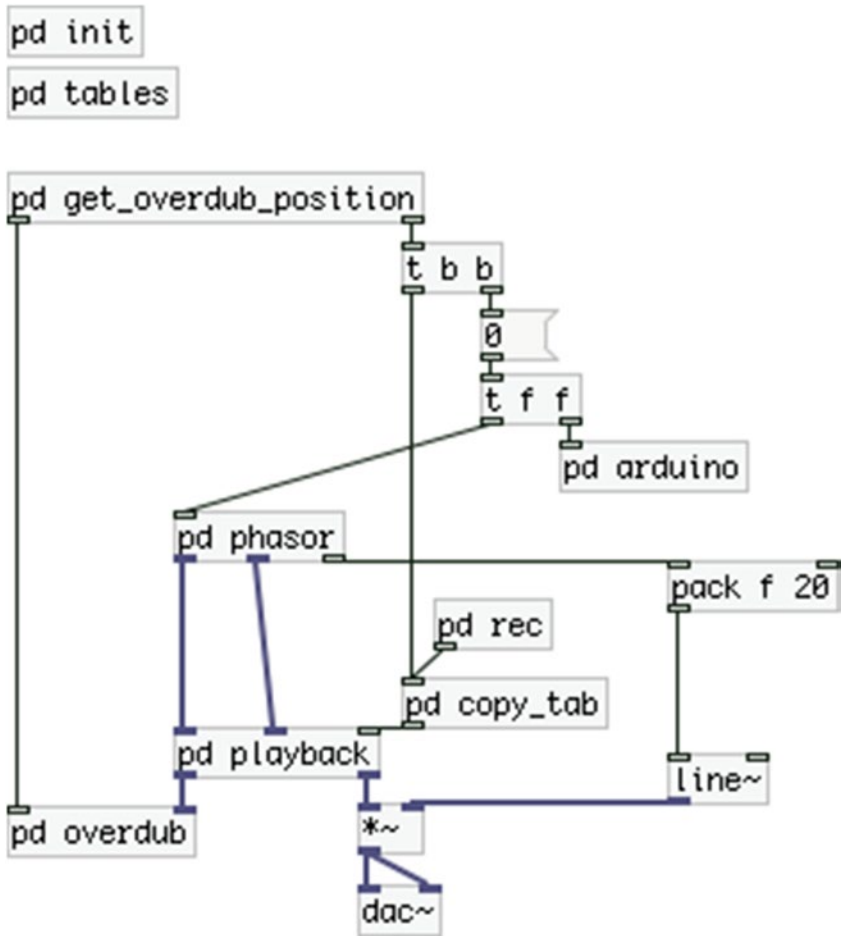 pd init
pd tables
pd get_overdub_position
t b b
0
t f f
pd arduino
pd phasor
pack f 20
pd rec
pd copy_tab
pd playback
line~
pd overdub
*~
dac~